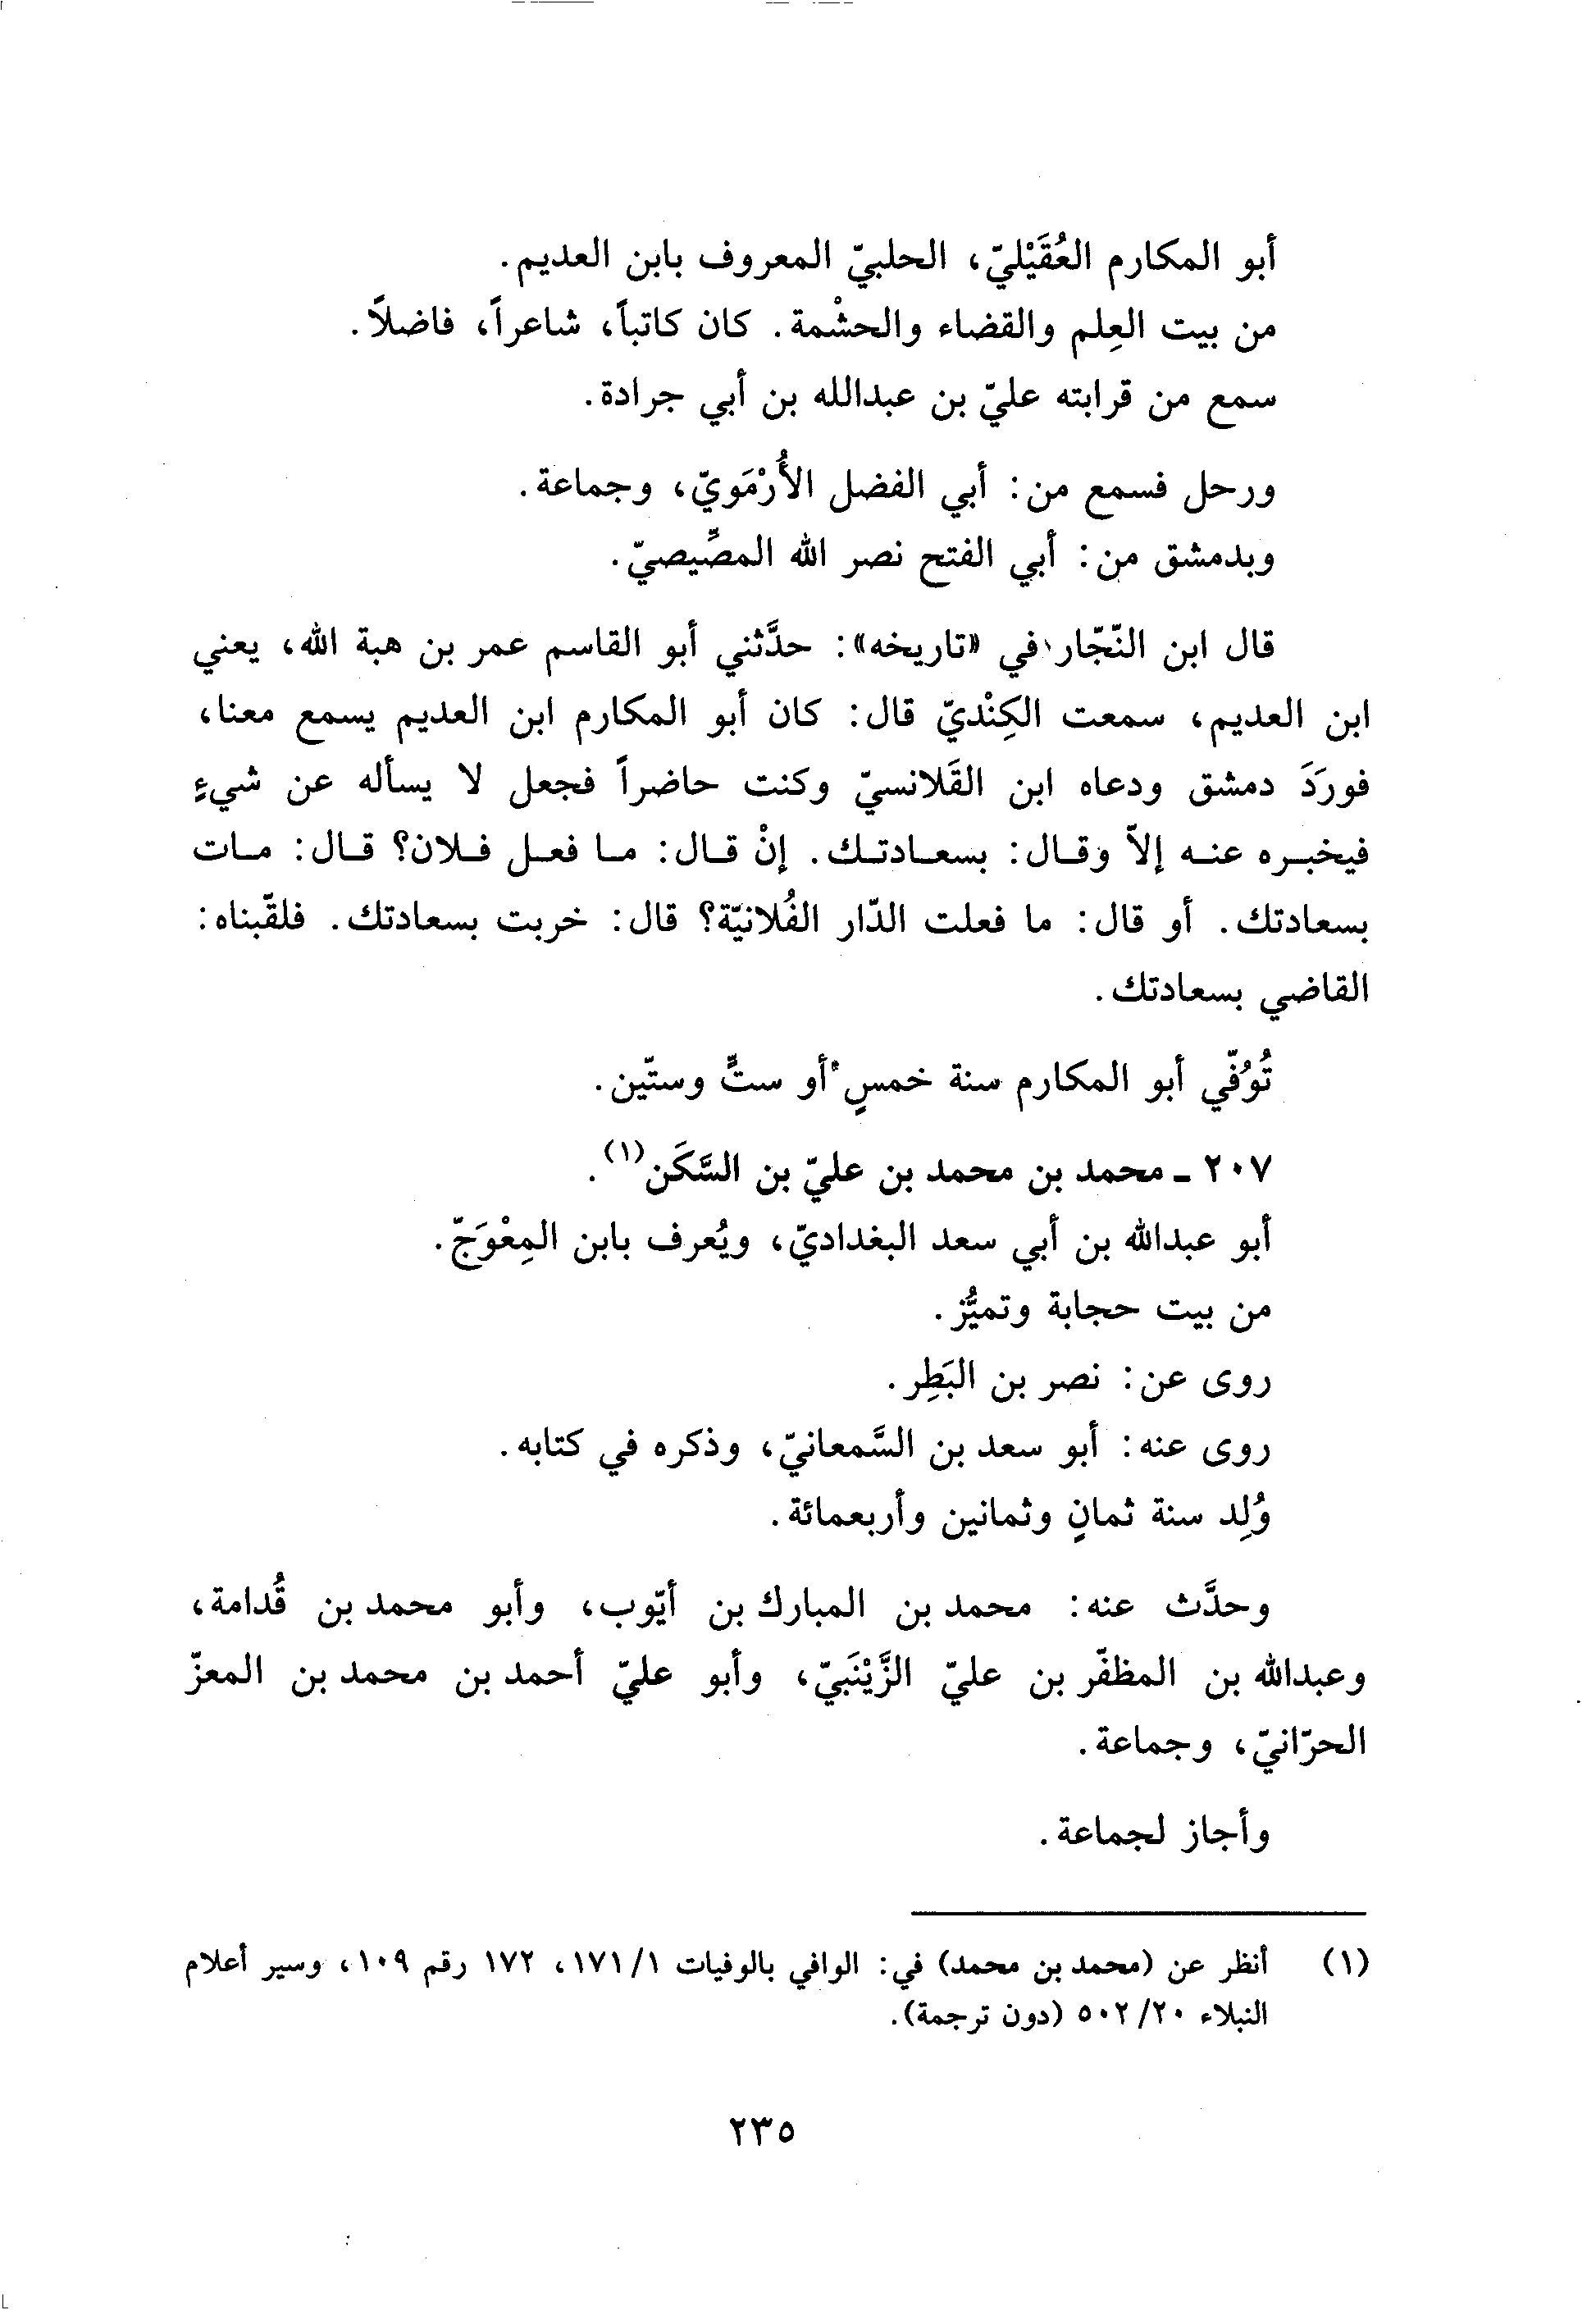 أبو المكارم العُقَيْليّ، الحلبيّ المعروف بابن العديم.
من بيت العِلم والقضاء والحشْمة. كان كاتباً، شاعراً، فاضلاً.
سمع من قرابته عليّ بن عبدالله بن أبي جرادة.
ورحل فسمع من: أبي الفضل الأُرْمَويّ، وجماعة.
وبدمشق من: أبي الفتح نصر الله المصِّيصيّ.
قال ابن النّجّار في «تاريخه»: حدَّثني أبو القاسم عمر بن هبة الله، يعني
ابن العديم، سمعت الكِنْديّ قال: كان أبو المكارم ابن العديم يسمع معنا،
فورَدَ دمشق ودعاه ابن القَلانسيّ وكنت حاضراً فجعل لا يسأله عن شيءٍ
فيخبره عنه إلاّ وقال: بسعادتك. إنْ قال: ما فعل فلان؟ قال: مات
بسعادتك. أو قال: ما فعلت الدّار الفُلانيّة؟ قال: خربت بسعادتك. فلقّبناه:
القاضي بسعادتك.
تُوُفّي أبو المكارم سنة خمسٍ أو ستٍّ وستّين.
٢٠٧ ـ محمد بن محمد بن عليّ بن السَّكَن(١).
أبو عبدالله بن أبي سعد البغداديّ، ويُعرف بابن المِعْوَجّ.
من بيت حجابة وتميُّز.
روى عن: نصر بن البَطِر.
روى عنه: أبو سعد بن السَّمعانيّ، وذكره في كتابه.
وُلِد سنة ثمانٍ وثمانين وأربعمائة.
وحدَّث عنه: محمد بن المبارك بن أيّوب، وأبو محمد بن قُدامة،
وعبدالله بن المظفّر بن عليّ الزَّيْنَبيّ، وأبو عليّ أحمد بن محمد بن المعزّ
الحرّانيّ، وجماعة.
وأجاز لجماعة.
(١) أنظر عن (محمد بن محمد) في: الوافي بالوفيات ١/ ١٧١، ١٧٢ رقم ١٠٩، وسير أعلام
النبلاء ٢٠/ ٥٠٢ (دون ترجمة).
٢٣٥